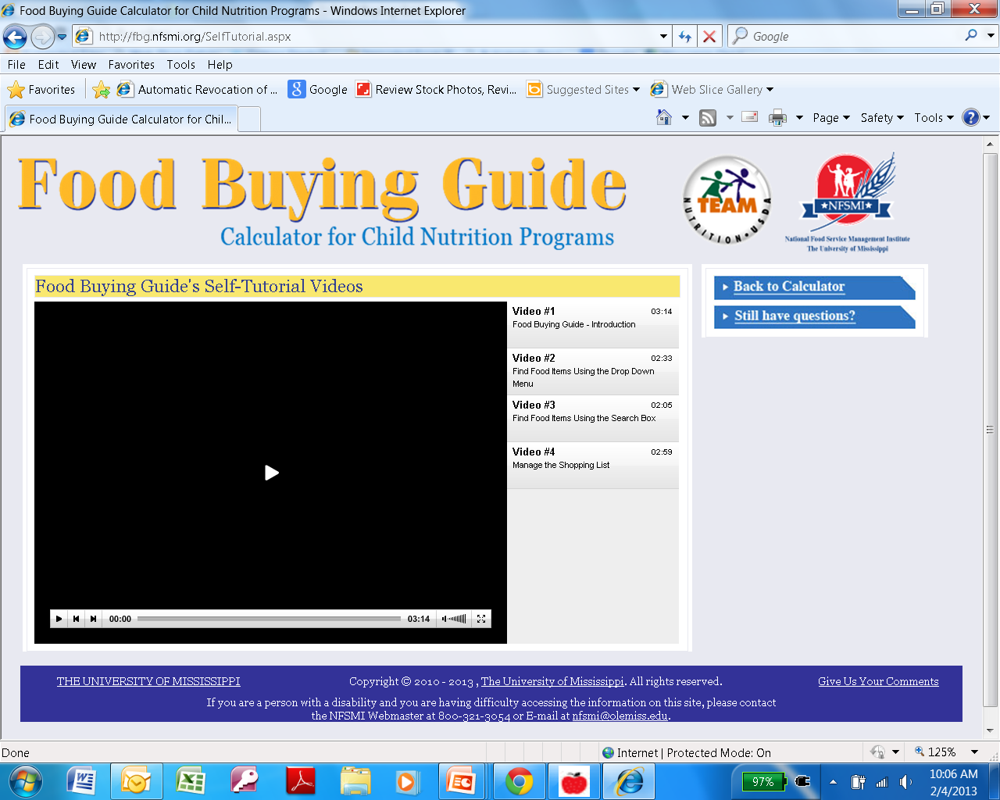 Food Buying Guide Calculator for Child Nutrition Programs - Windows Internet Explorer
http://fbg.nfsmi.org/SelfTutorial.aspx
Google
File Edit View Favorites Tools Help
Favorites Automatic Revocation of ... Google Review Stock Photos, Revi... Suggested Sites Web Slice Gallery
Food Buying Guide Calculator for Chil... Page Safety Tools
Food Buying Guide
Calculator for Child Nutrition Programs
TEAM
NUTRITION • USDA
NFSMI
National Food Service Management Institute
The University of Mississippi
Food Buying Guide's Self-Tutorial Videos
Video #1 03:14
Food Buying Guide - Introduction
Video #2 02:33
Find Food Items Using the Drop Down
Menu
Video #3 02:05
Find Food Items Using the Search Box
Video #4 02:59
Manage the Shopping List
00:00 03:14
Back to Calculator
Still have questions?
THE UNIVERSITY OF MISSISSIPPI Copyright © 2010 - 2013 , The University of Mississippi. All rights reserved. Give Us Your Comments
If you are a person with a disability and you are having difficulty accessing the information on this site, please contact
the NFSMI Webmaster at 800-321-3054 or E-mail at nfsmi@olemiss.edu.
Done Internet | Protected Mode: On 125%
97% 10:06 AM
2/4/2013